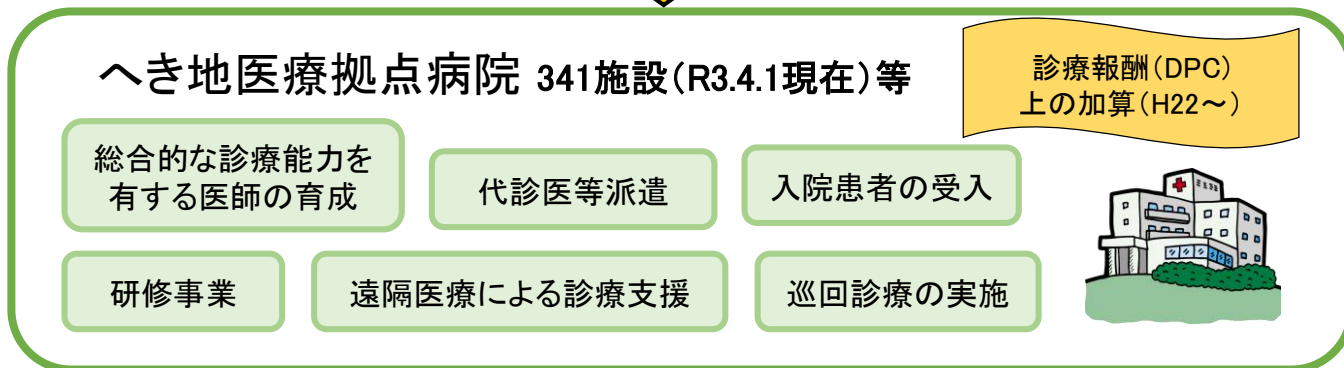 へき地医療拠点病院 341施設(R3.4.1現在)等
診療報酬(DPC)
上の加算(H22～)
総合的な診療能力を
有する医師の育成
代診医等派遣
入院患者の受入
研修事業
遠隔医療による診療支援
巡回診療の実施